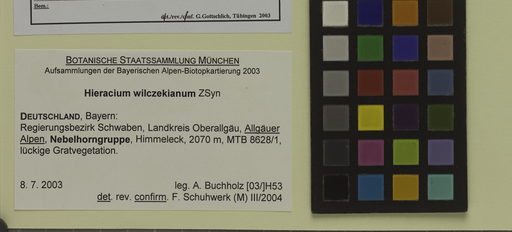 Bem.:
det./rev./conf. G. Gottschlich, Tübingen 2003
BOTANISCHE STAATSSAMMLUNG MÜNCHEN
Aufsammlungen der Bayerischen Alpen-Biotopkartierung 2003
Hieracium wilczekianum ZSyn
DEUTSCHLAND, Bayern:
Regierungsbezirk Schwaben, Landkreis Oberallgäu, Allgäuer
Alpen, Nebelhorngruppe, Himmeleck, 2070 m, MTB 8628/1,
lückige Gratvegetation.
8. 7. 2003 leg. A. Buchholz [03/]H53
det. rev. confirm. F. Schuhwerk (M) III/2004